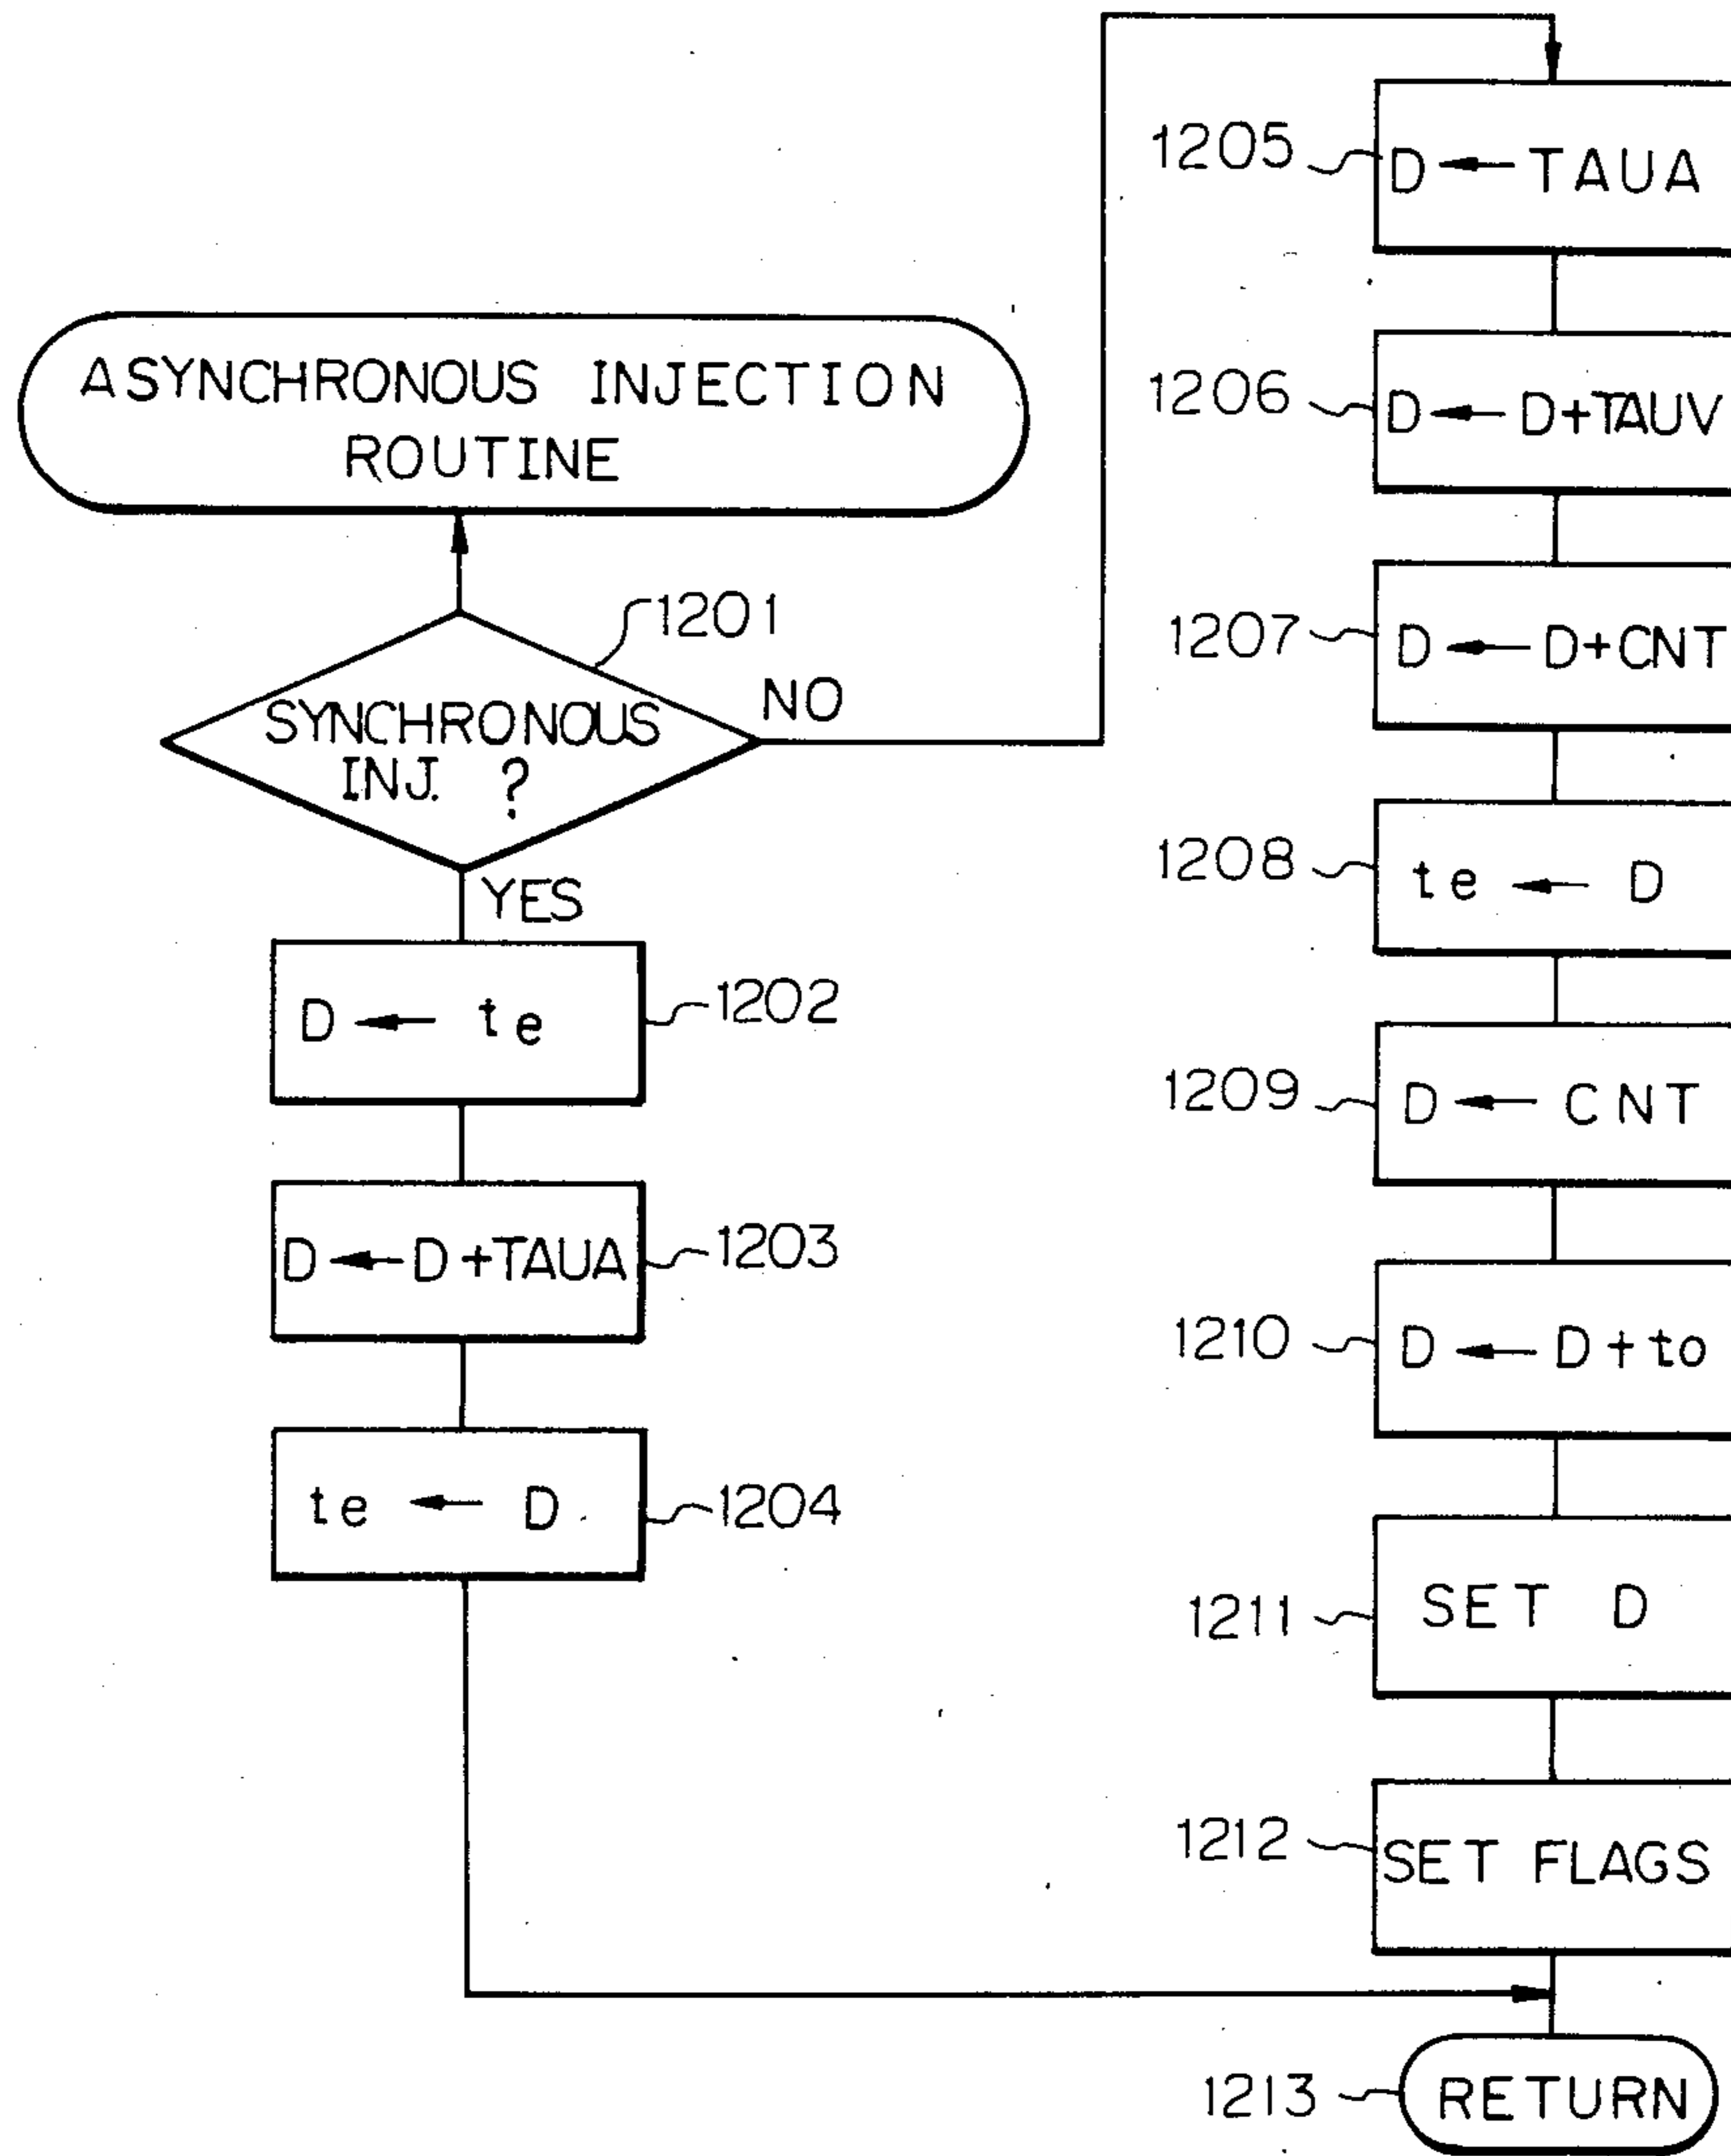 ASYNCHRONOUS INJECTION
ROUTINE
1201
SYNCHRONOUS
INJ. ?
NO
YES
D ← te
1202
D ← D+TAUA
1203
te ← D
1204
1205
D ← TAUA
1206
D ← D+TAUV
1207
D ← D+CNT
1208
te ← D
1209
D ← CNT
1210
D ← D+to
1211
SET D
1212
SET FLAGS
1213
RETURN